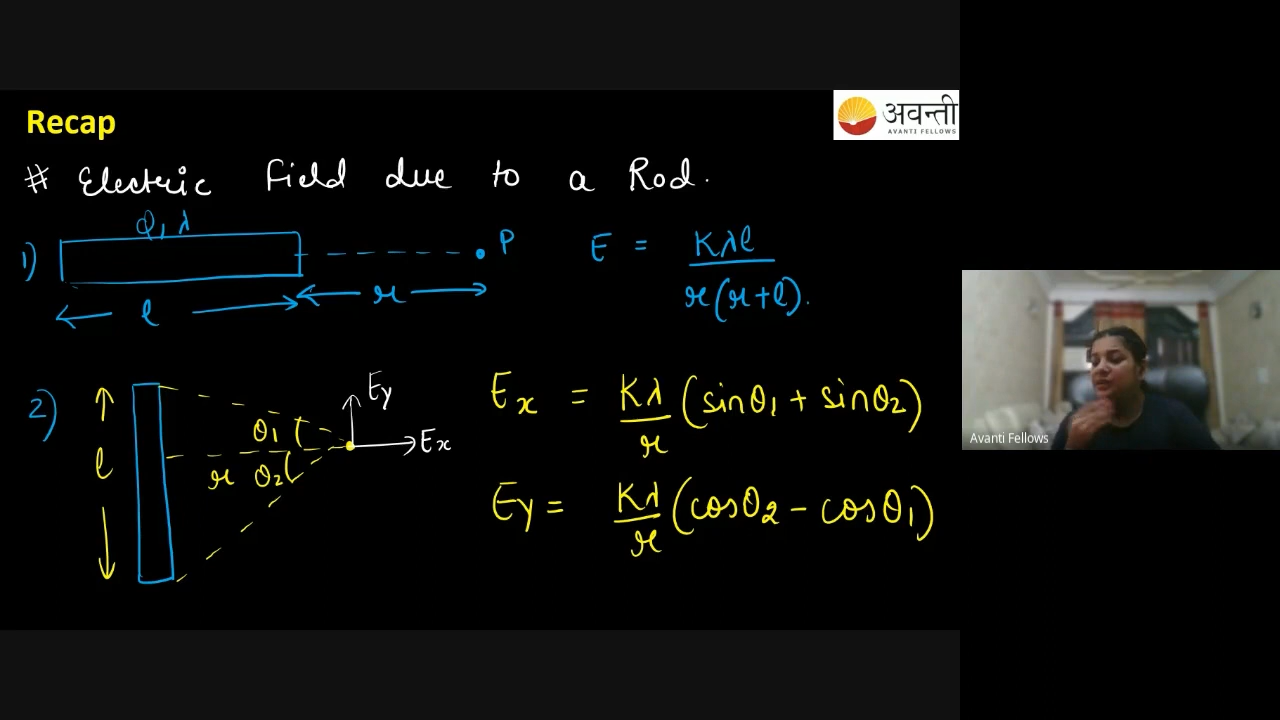 Recap
अवन्ती
AVANTI FELLOWS
# Electric Field due to a Rod.
1) Q, λ l r P E = Kλl / r(r+l).
2) l θ1 r θ2 Ey Ex
Ex = Kλ/r (sinθ1 + sinθ2)
Ey = Kλ/r (cosθ2 - cosθ1)
Avanti Fellows